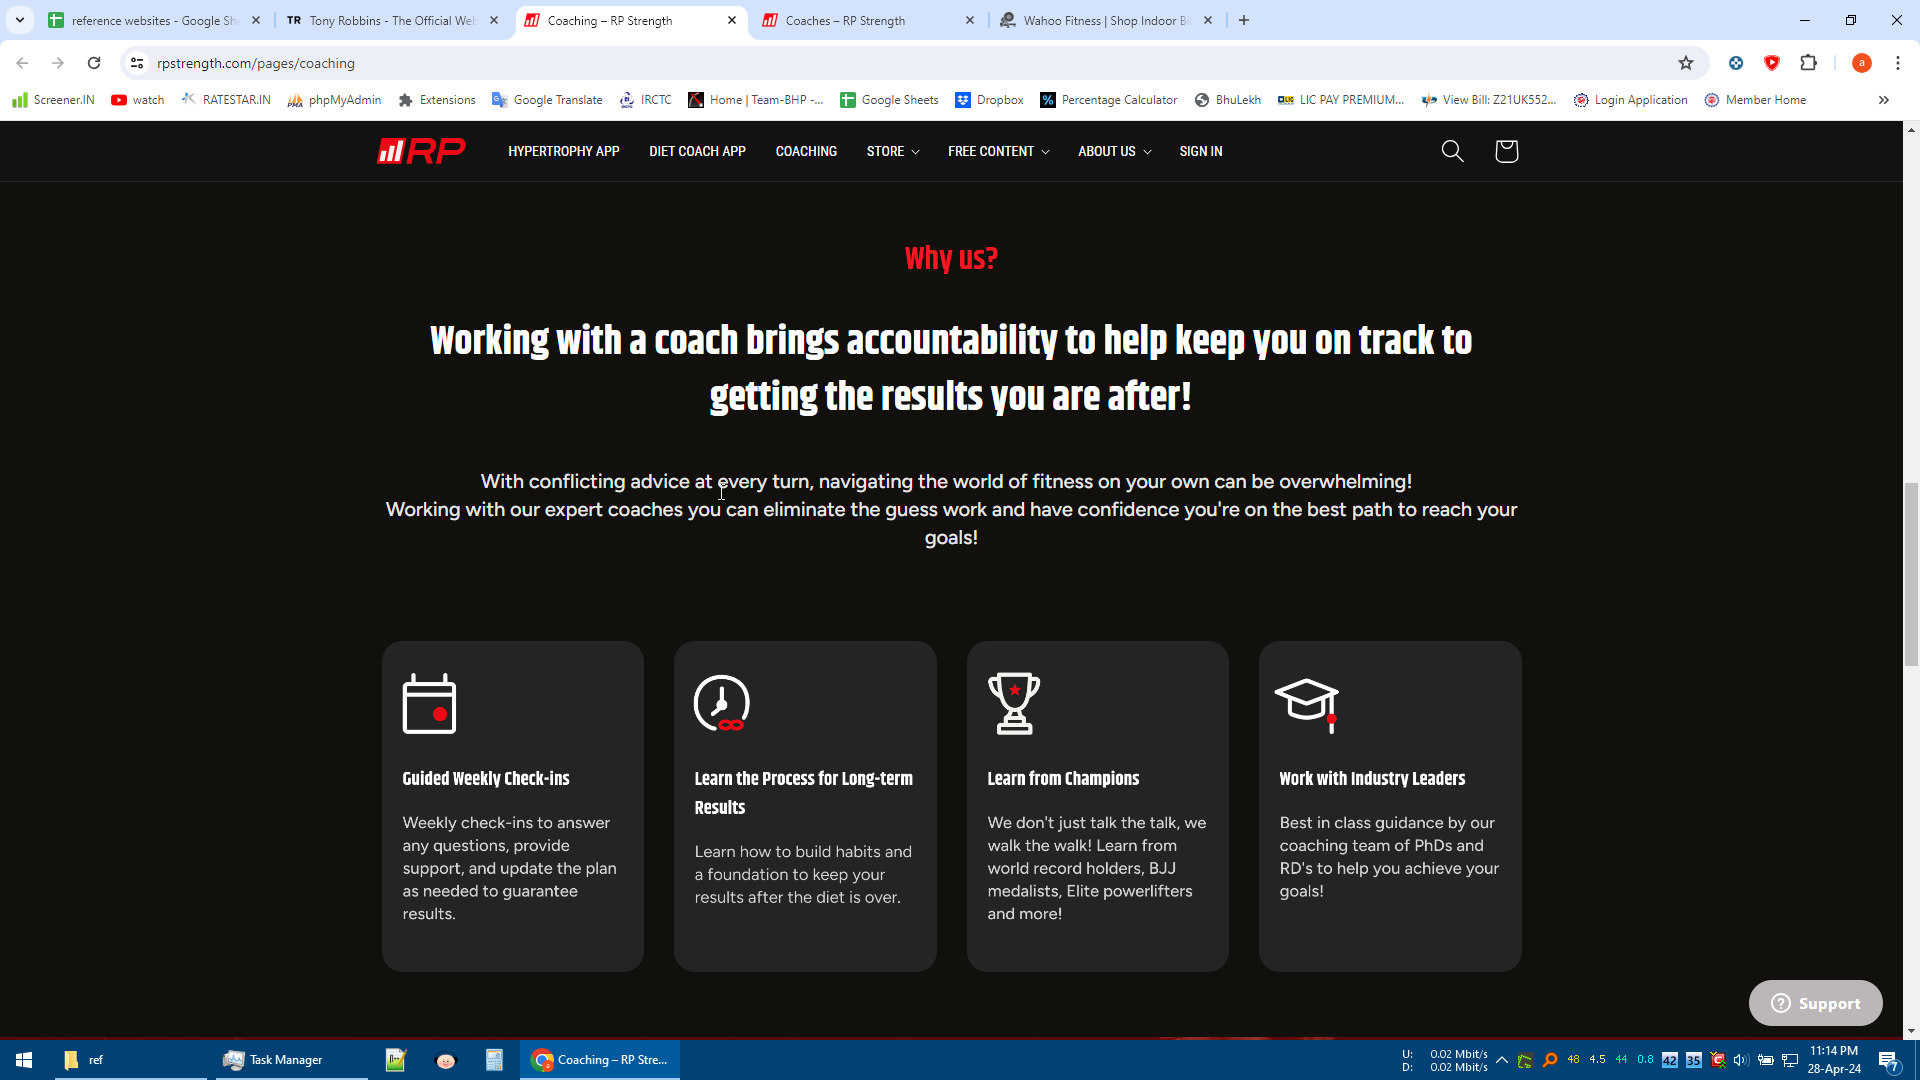 reference websites - Google Sh
Tony Robbins - The Official Wel
Coaching – RP Strength
Coaches – RP Strength
Wahoo Fitness | Shop Indoor Bi
rpstrength.com/pages/coaching
a
Screener.IN
watch
RATESTAR.IN
phpMyAdmin
Extensions
Google Translate
IRCTC
Home | Team-BHP -...
Google Sheets
Dropbox
Percentage Calculator
BhuLekh
LIC PAY PREMIUM...
View Bill: Z21UK552...
Login Application
Member Home
RP
HYPERTROPHY APP
DIET COACH APP
COACHING
STORE
FREE CONTENT
ABOUT US
SIGN IN
Why us?
Working with a coach brings accountability to help keep you on track to
getting the results you are after!
With conflicting advice at every turn, navigating the world of fitness on your own can be overwhelming!
Working with our expert coaches you can eliminate the guess work and have confidence you're on the best path to reach your
goals!
Guided Weekly Check-ins
Weekly check-ins to answer
any questions, provide
support, and update the plan
as needed to guarantee
results.
Learn the Process for Long-term
Results
Learn how to build habits and
a foundation to keep your
results after the diet is over.
Learn from Champions
We don't just talk the talk, we
walk the walk! Learn from
world record holders, BJJ
medalists, Elite powerlifters
and more!
Work with Industry Leaders
Best in class guidance by our
coaching team of PhDs and
RD's to help you achieve your
goals!
Support
ref
Task Manager
Coaching – RP Stre...
U: 0.02 Mbit/s
D: 0.02 Mbit/s
48 4.5 44 0.8 42 35
11:14 PM
28-Apr-24
7